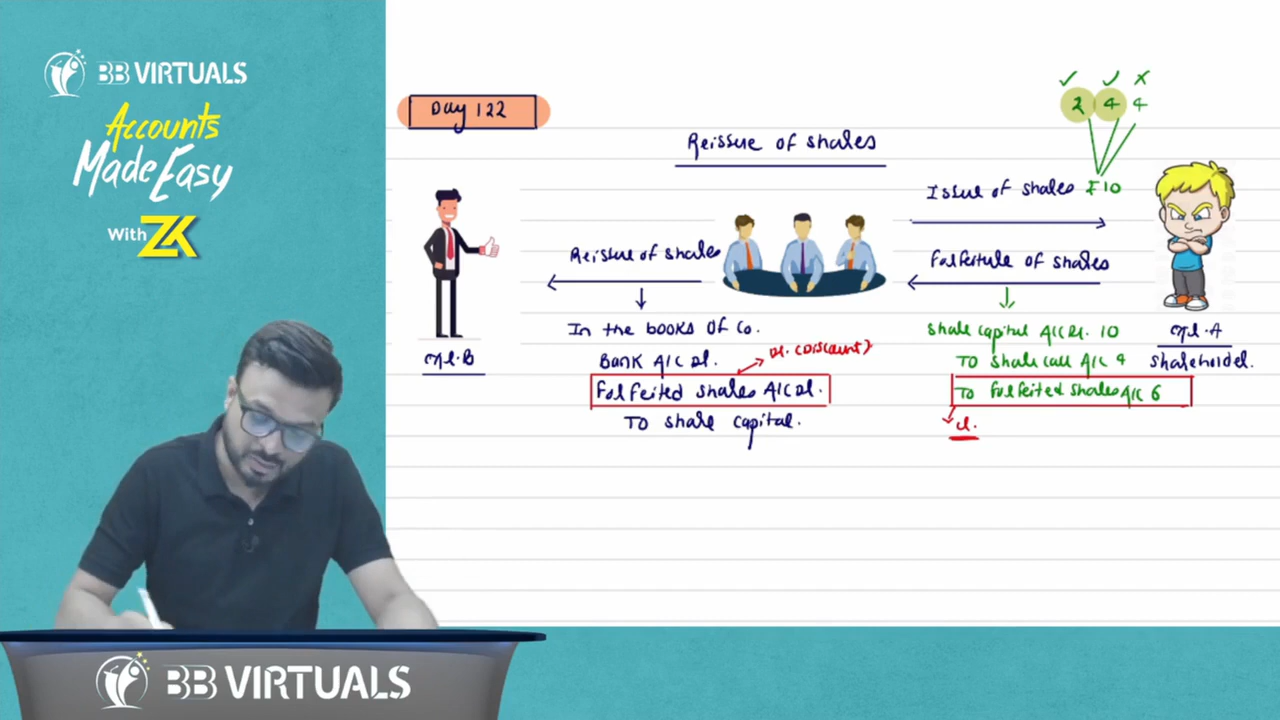 BB VIRTUALS
Accounts
Made Easy
With ZK
Day 122
Reissue of shares
2 4 4
Issue of shares ₹10
Reissue of shares
Forfeiture of shares
In the books of Co.
Bank A/C Dr.
Dr. (Discount)
Forfeited shares A/C Dr.
To share capital.
Share capital A/C Dr. 10
To share call A/C 4
To forfeited shares A/C 6
Cr.
Mr. B
Mr. A
Shareholder.
BB VIRTUALS